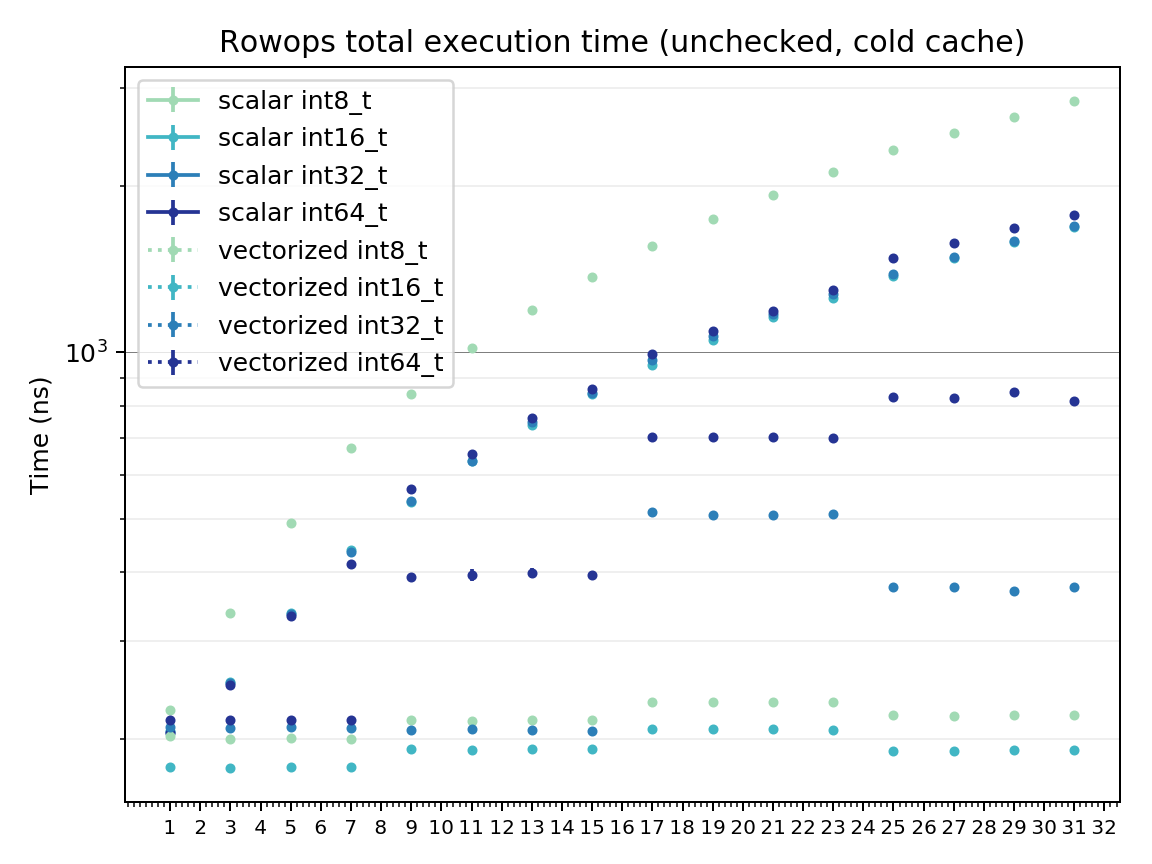 Rowops total execution time (unchecked, cold cache)
scalar int8_t
scalar int16_t
scalar int32_t
scalar int64_t
vectorized int8_t
vectorized int16_t
vectorized int32_t
vectorized int64_t
10³
Time (ns)
1 2 3 4 5 6 7 8 9 10 11 12 13 14 15 16 17 18 19 20 21 22 23 24 25 26 27 28 29 30 31 32